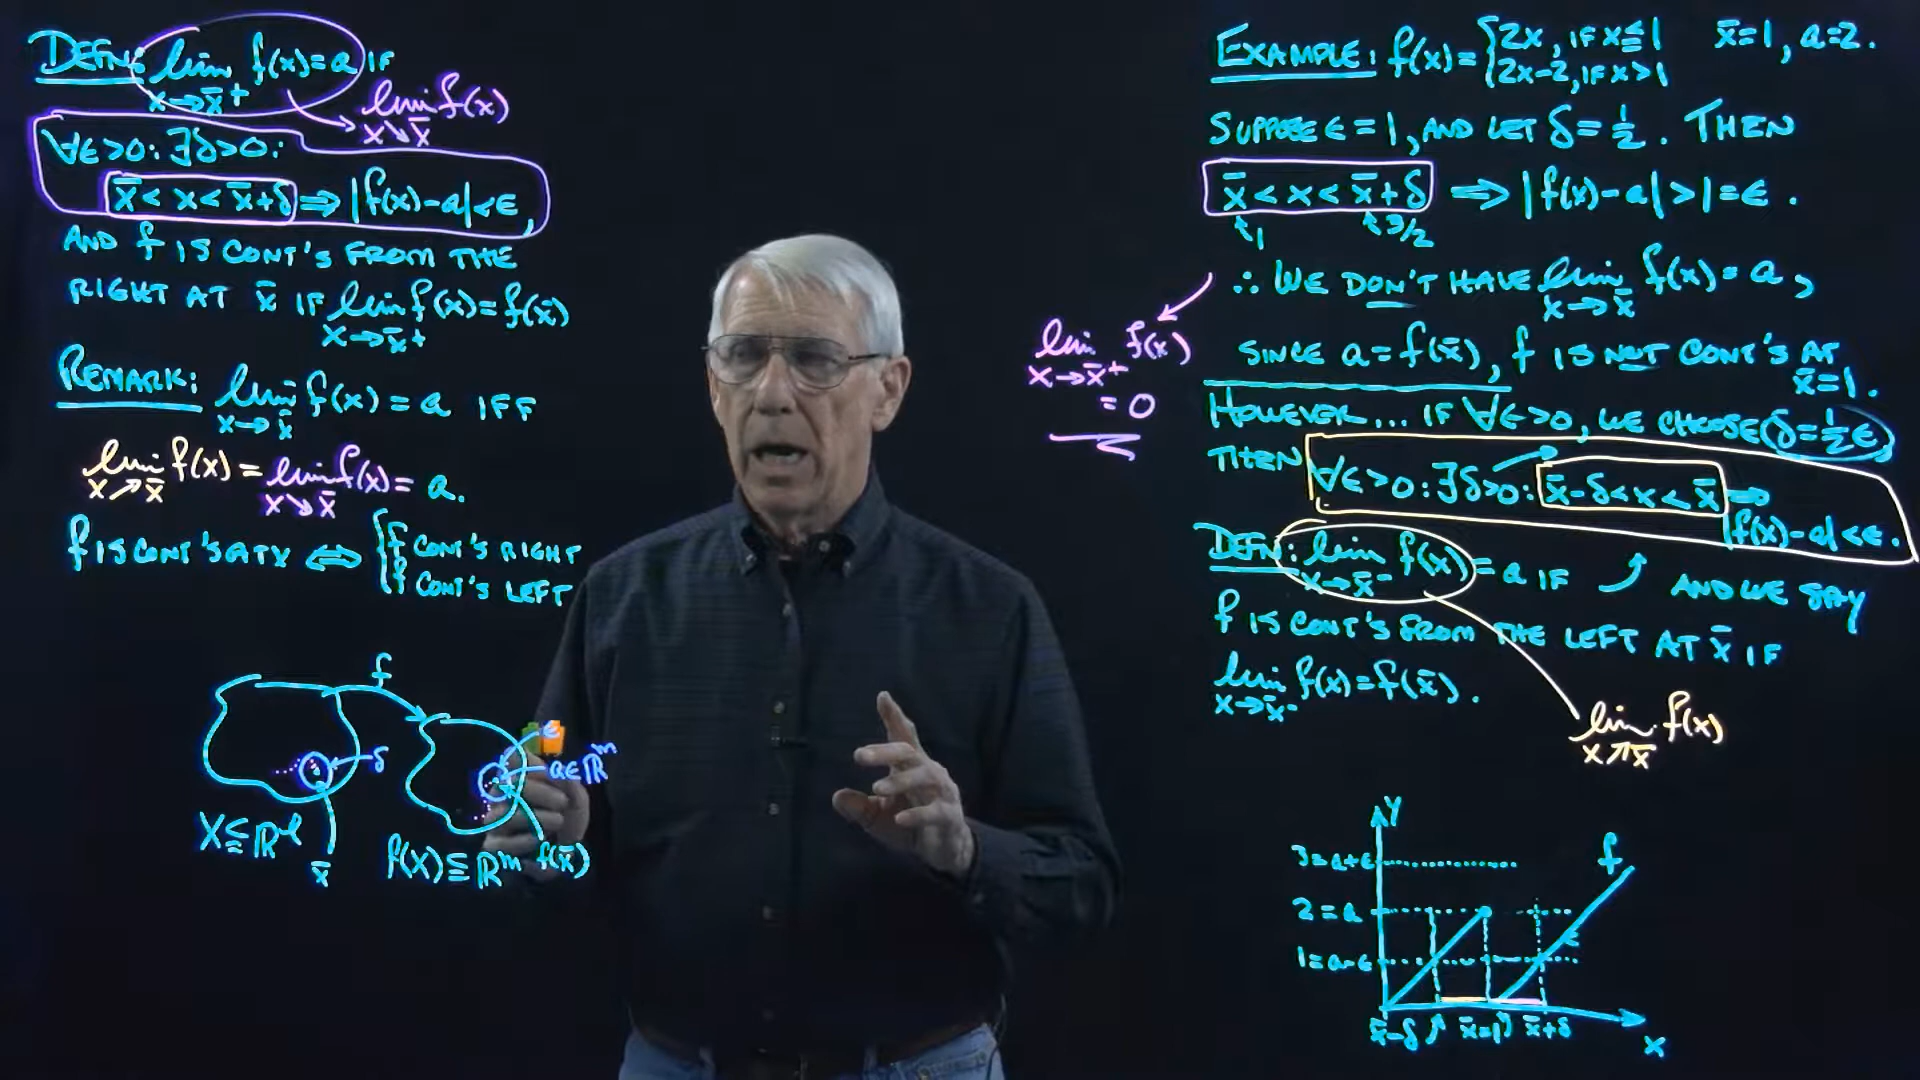 DEFN: lim f(x)=a IF
x→x̄⁺
lim f(x)
x↘x̄
∀ε>0:∃δ>0:
x̄<x<x̄+δ⇒|f(x)-a|<ε,
AND f IS CONT'S FROM THE
RIGHT AT x̄ IF lim f(x)=f(x̄)
x→x̄⁺
REMARK: lim f(x)=a IFF
x→x̄
lim f(x)=lim f(x)=a.
x↗x̄ x↘x̄
f IS CONT'S AT x ⇔ {f CONT'S RIGHT
f CONT'S LEFT
f
δ
ε
a∈ℝᵐ
X⊆ℝˡ
x̄
f(X)⊆ℝᵐ f(x̄)
EXAMPLE: f(x)={2x, IF x≤1 x̄=1, a=2.
2x-2, IF x>1
SUPPOSE ε=1, AND LET δ=½. THEN
x̄<x<x̄+δ ⇒|f(x)-a|>1=ε.
1 3/2
∴ WE DON'T HAVE lim f(x)=a,
x→x̄
lim f(x)
x→x̄⁺
=0
SINCE a=f(x̄), f IS NOT CONT'S AT
x̄=1.
HOWEVER... IF ∀ε>0, WE CHOOSE δ=½ε,
THEN ∀ε>0:∃δ>0: x̄-δ<x<x̄ ⇒
|f(x)-a|<ε.
DEFN: lim f(x)=a IF AND WE SAY
x→x̄⁻
f IS CONT'S FROM THE LEFT AT x̄ IF
lim f(x)=f(x̄).
x→x̄⁻
lim f(x)
x↗x̄
Y
3=a+ε
f
2=a
ε
1=a-ε
x̄-δ x̄=1 x̄+δ
x